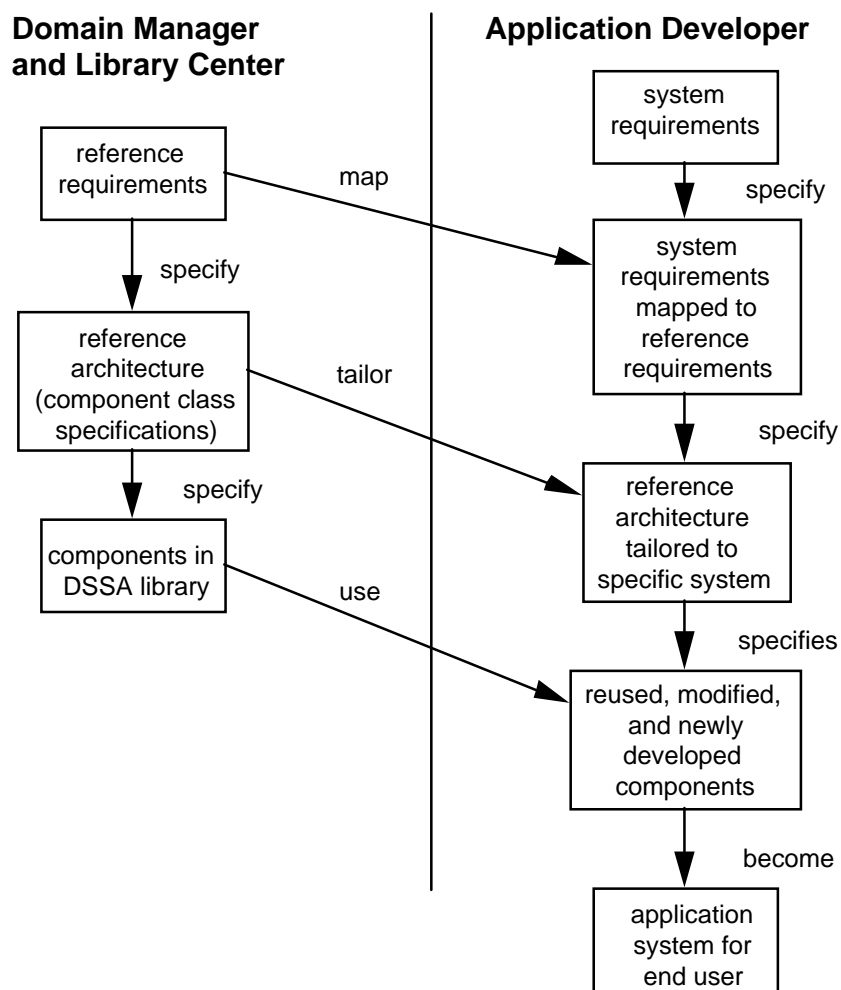 Domain Manager
and Library Center
reference
requirements
specify
reference
architecture
(component class
specifications)
specify
components in
DSSA library
map
tailor
use
Application Developer
system
requirements
specify
system
requirements
mapped to
reference
requirements
specify
reference
architecture
tailored to
specific system
specifies
reused, modified,
and newly
developed
components
become
application
system for
end user